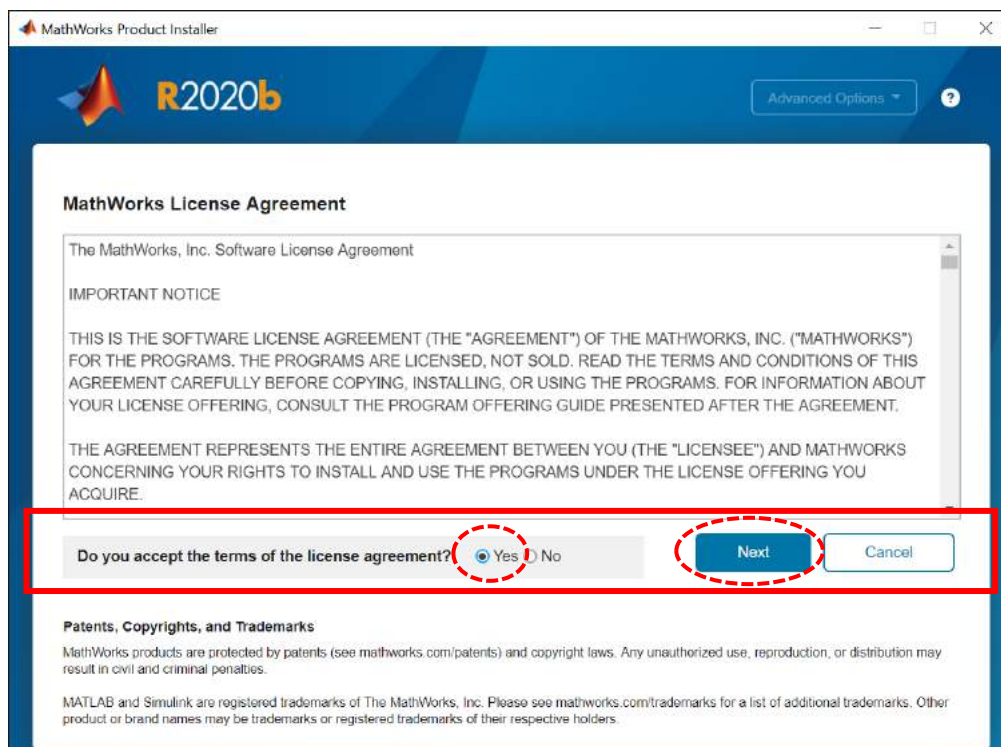 MathWorks Product Installer
R2020b
Advanced Options
?
MathWorks License Agreement
The MathWorks, Inc. Software License Agreement
IMPORTANT NOTICE
THIS IS THE SOFTWARE LICENSE AGREEMENT (THE "AGREEMENT") OF THE MATHWORKS, INC. ("MATHWORKS")
FOR THE PROGRAMS. THE PROGRAMS ARE LICENSED, NOT SOLD. READ THE TERMS AND CONDITIONS OF THIS
AGREEMENT CAREFULLY BEFORE COPYING, INSTALLING, OR USING THE PROGRAMS. FOR INFORMATION ABOUT
YOUR LICENSE OFFERING, CONSULT THE PROGRAM OFFERING GUIDE PRESENTED AFTER THE AGREEMENT.
THE AGREEMENT REPRESENTS THE ENTIRE AGREEMENT BETWEEN YOU (THE "LICENSEE") AND MATHWORKS
CONCERNING YOUR RIGHTS TO INSTALL AND USE THE PROGRAMS UNDER THE LICENSE OFFERING YOU
ACQUIRE.
Do you accept the terms of the license agreement? Yes No
Next
Cancel
Patents, Copyrights, and Trademarks
MathWorks products are protected by patents (see mathworks.com/patents) and copyright laws. Any unauthorized use, reproduction, or distribution may
result in civil and criminal penalties.
MATLAB and Simulink are registered trademarks of The MathWorks, Inc. Please see mathworks.com/trademarks for a list of additional trademarks. Other
product or brand names may be trademarks or registered trademarks of their respective holders.